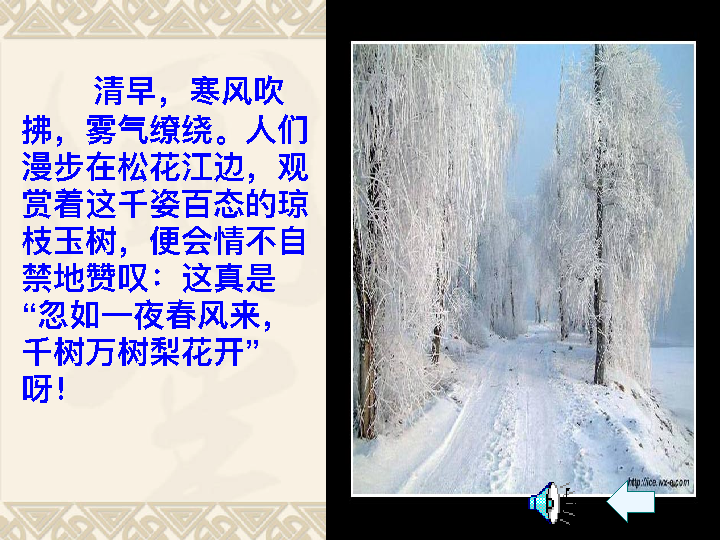 清早，寒风吹
拂，雾气缭绕。人们
漫步在松花江边，观
赏着这千姿百态的琼
枝玉树，便会情不自
禁地赞叹：这真是
“忽如一夜春风来，
千树万树梨花开”
呀！
http://ice.wx-e.com